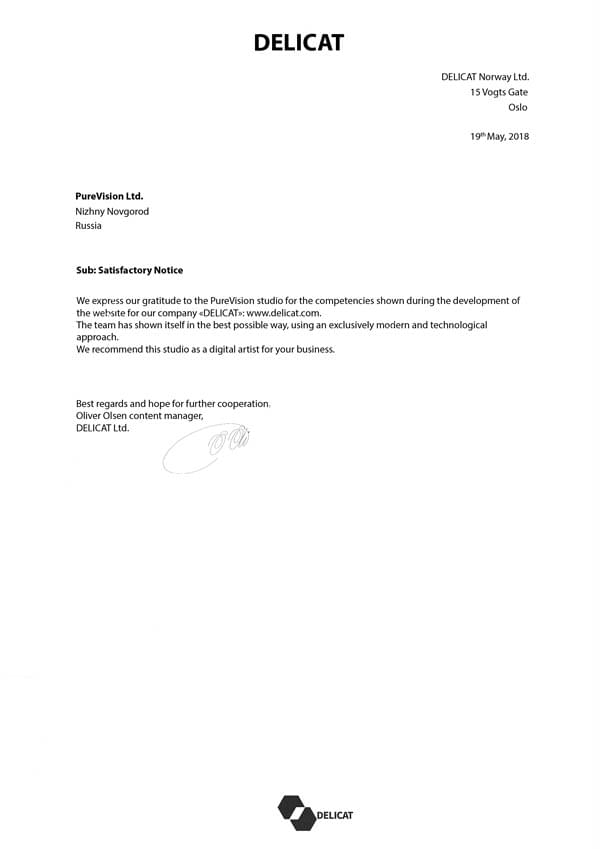 DELICAT
DELICAT Norway Ltd.
15 Vogts Gate
Oslo
19th May, 2018
PureVision Ltd.
Nizhny Novgorod
Russia
Sub: Satisfactory Notice
We express our gratitude to the PureVision studio for the competencies shown during the development of
the website for our company «DELICAT»: www.delicat.com.
The team has shown itself in the best possible way, using an exclusively modern and technological
approach.
We recommend this studio as a digital artist for your business.
Best regards and hope for further cooperation.
Oliver Olsen content manager,
DELICAT Ltd.
DELICAT